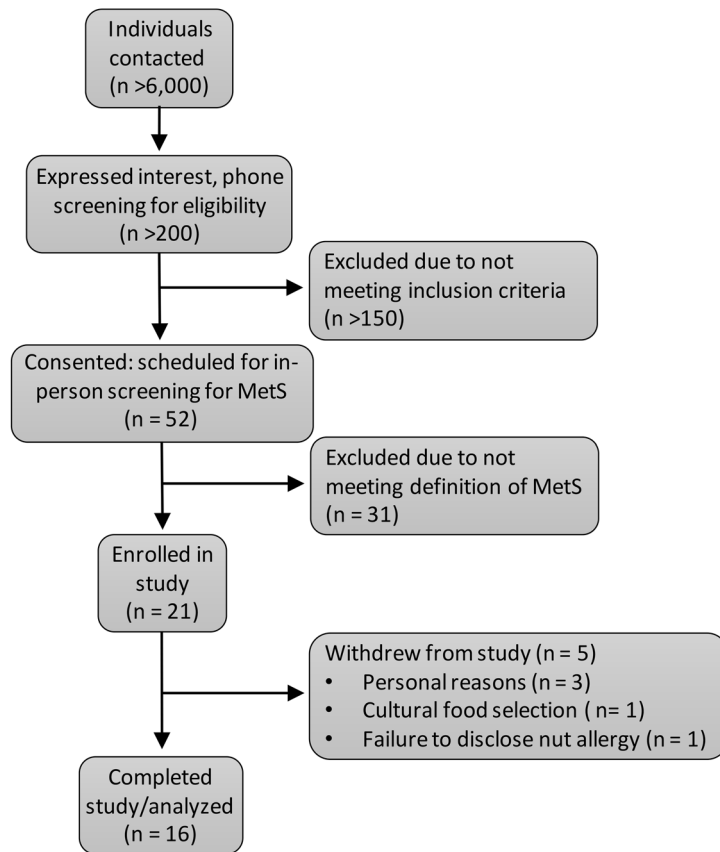 Individuals
contacted
(n >6,000)
Expressed interest, phone
screening for eligibility
(n >200)
Excluded due to not
meeting inclusion criteria
(n >150)
Consented: scheduled for in-
person screening for MetS
(n = 52)
Excluded due to not
meeting definition of MetS
(n = 31)
Enrolled in
study
(n = 21)
Withdrew from study (n = 5)
• Personal reasons (n = 3)
• Cultural food selection ( n= 1)
• Failure to disclose nut allergy (n = 1)
Completed
study/analyzed
(n = 16)